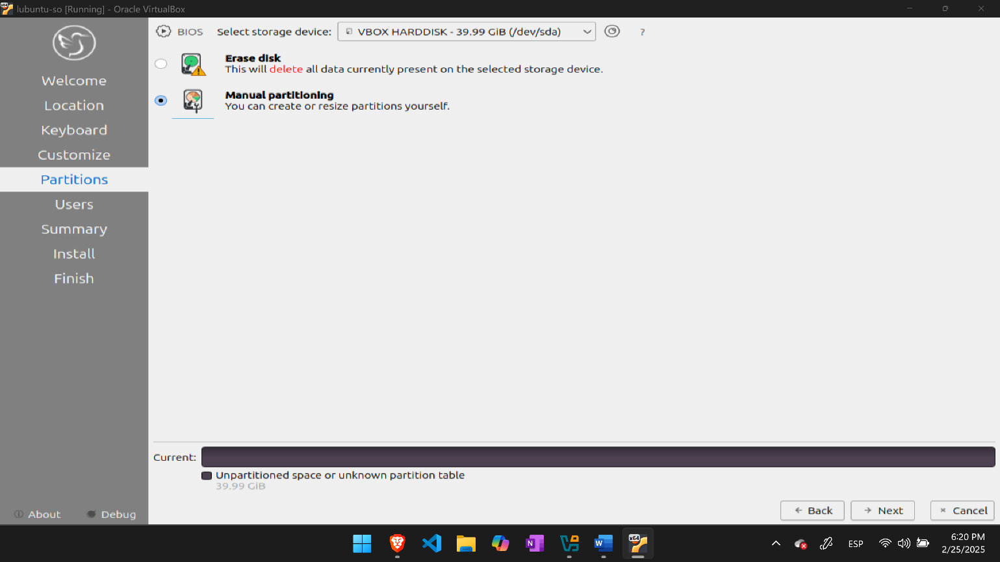 lubuntu-so [Running] - Oracle VirtualBox
BIOS Select storage device: VBOX HARDDISK - 39.99 GiB (/dev/sda) ?
Erase disk
This will delete all data currently present on the selected storage device.
Manual partitioning
You can create or resize partitions yourself.
Welcome
Location
Keyboard
Customize
Partitions
Users
Summary
Install
Finish
Current:
Unpartitioned space or unknown partition table
39.99 GiB
About Debug
Back Next Cancel
x64
N
W
x64
ESP
6:20 PM
2/25/2025